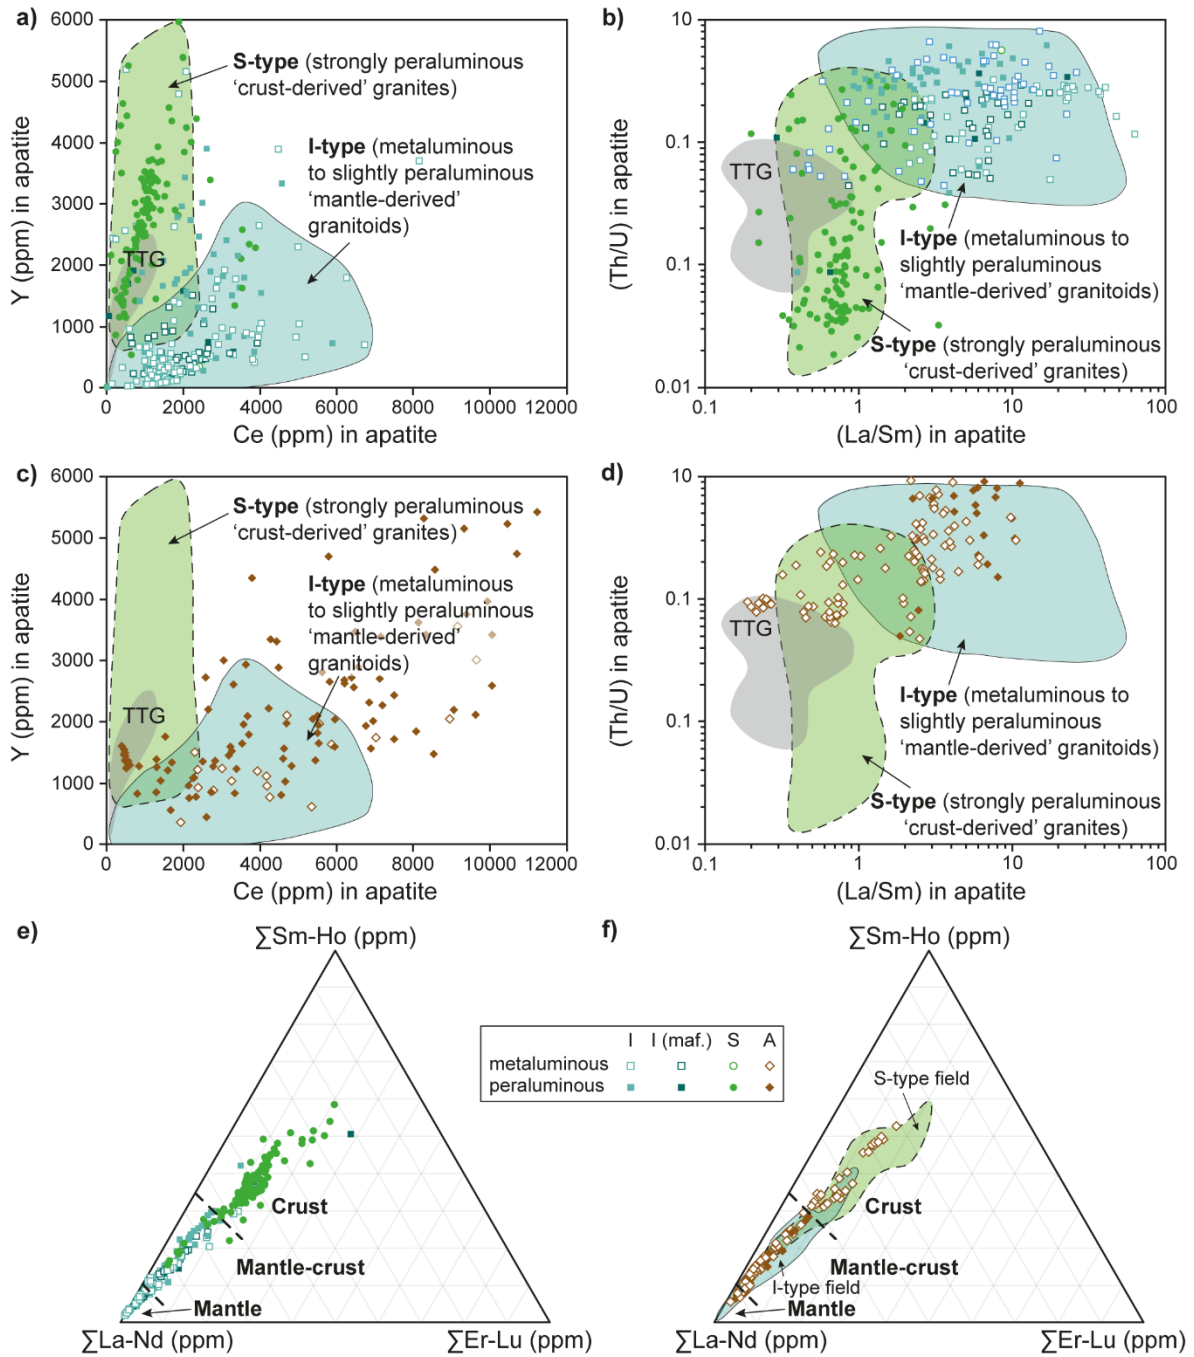 a)
6000
5000
4000
3000
2000
1000
0
Y (ppm) in apatite
S-type (strongly peraluminous
'crust-derived' granites)
I-type (metaluminous
to slightly peraluminous
'mantle-derived'
granitoids)
TTG
0
2000
4000
6000
8000
10000
12000
Ce (ppm) in apatite
b)
10
0.1
0.1
0.01
(Th/U) in apatite
TTG
I-type (metaluminous to
slightly peraluminous
'mantle-derived' granitoids)
S-type (strongly peraluminous
'crust-derived' granites)
0.1
1
10
100
(La/Sm) in apatite
c)
6000
5000
4000
3000
2000
1000
0
Y (ppm) in apatite
S-type (strongly peraluminous
'crust-derived' granites)
I-type (metaluminous
to slightly peraluminous
'mantle-derived'
granitoids)
TTG
0
2000
4000
6000
8000
10000
12000
Ce (ppm) in apatite
d)
10
0.1
0.1
0.01
(Th/U) in apatite
TTG
I-type (metaluminous to
slightly peraluminous
'mantle-derived' granitoids)
S-type (strongly peraluminous
'crust-derived' granites)
0.1
1
10
100
(La/Sm) in apatite
e)
∑Sm-Ho (ppm)
Crust
Mantle-crust
Mantle
∑La-Nd (ppm)
∑Er-Lu (ppm)
I I (maf.) S A
metaluminous
peraluminous
f)
∑Sm-Ho (ppm)
S-type field
Crust
Mantle-crust
I-type field
Mantle
∑La-Nd (ppm)
∑Er-Lu (ppm)